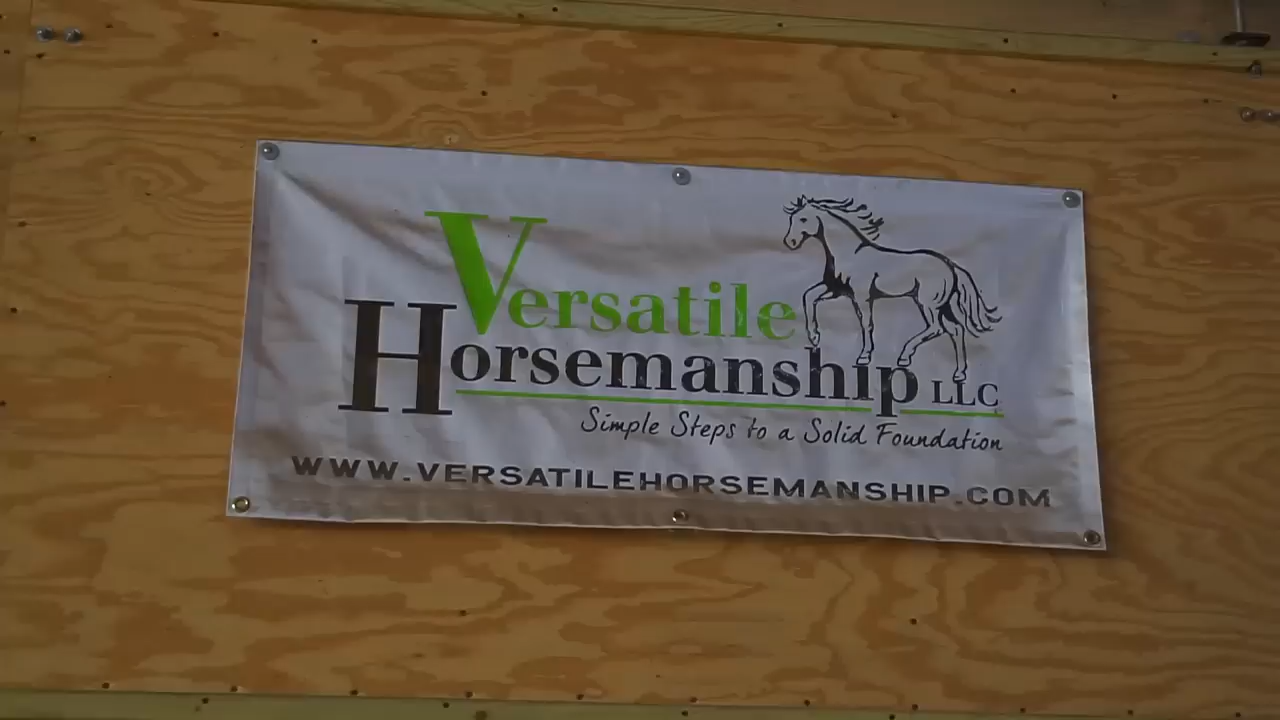 Versatile
Horsemanship LLC
Simple Steps to a Solid Foundation
WWW.VERSATILEHORSEMANSHIP.COM